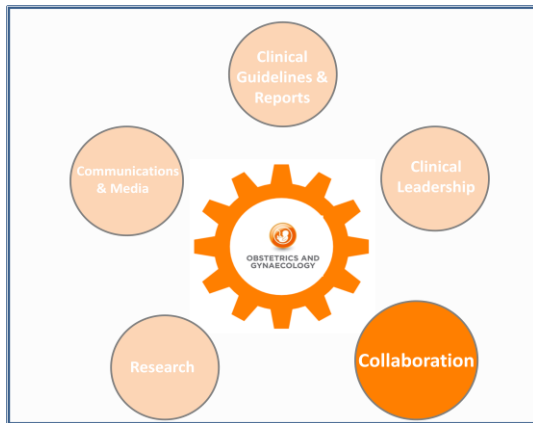 Clinical
Guidelines &
Reports
Communications
& Media
Clinical
Leadership
OBSTETRICS AND
GYNAECOLOGY
Research
Collaboration